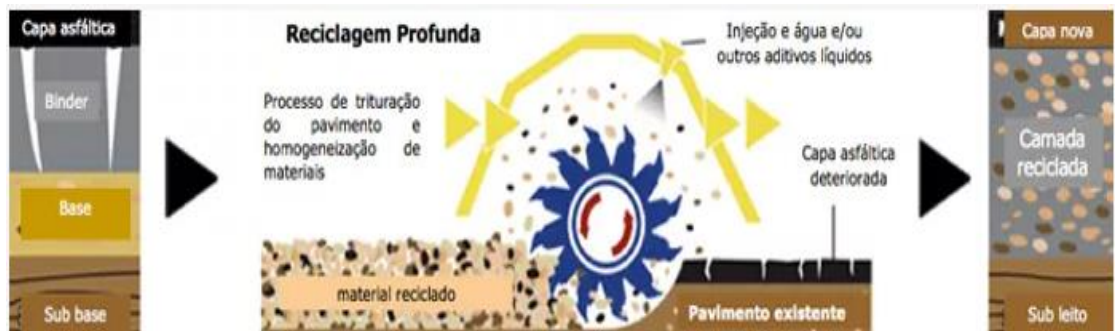 Capa asfáltica
Binder
Base
Sub base
Reciclagem Profunda
Processo de trituração
do pavimento e
homogeneização de
materiais
Injeção e água e/ou
outros aditivos líquidos
Capa asfáltica
deteriorada
material reciclado
Pavimento existente
Capa nova
Camada
reciclada
Sub leito